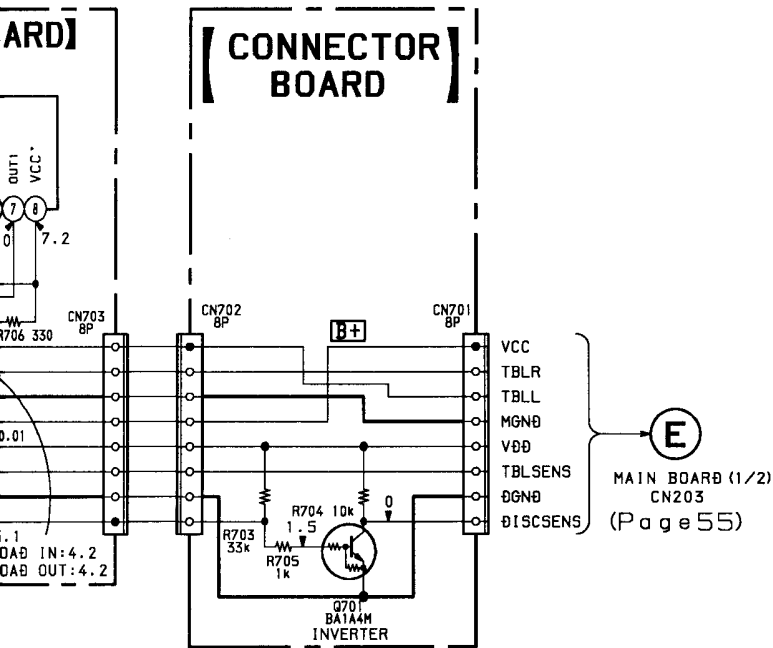 ARD】
【CONNECTOR
BOARD】
OUT1
VCC*
7
8
0
7.2
R706 330
CN703
8P
CN702
8P
B+
CN701
8P
VCC
TBLR
TBLL
MGND
VDD
TBLSENS
DGND
DISCSENS
E
MAIN BOARD (1/2)
CN203
(Page 55)
0.01
R703
33k
R704 10k
1.5
0
R705
1k
Q701
BA1A4M
INVERTER
.1
OAD IN:4.2
OAD OUT:4.2